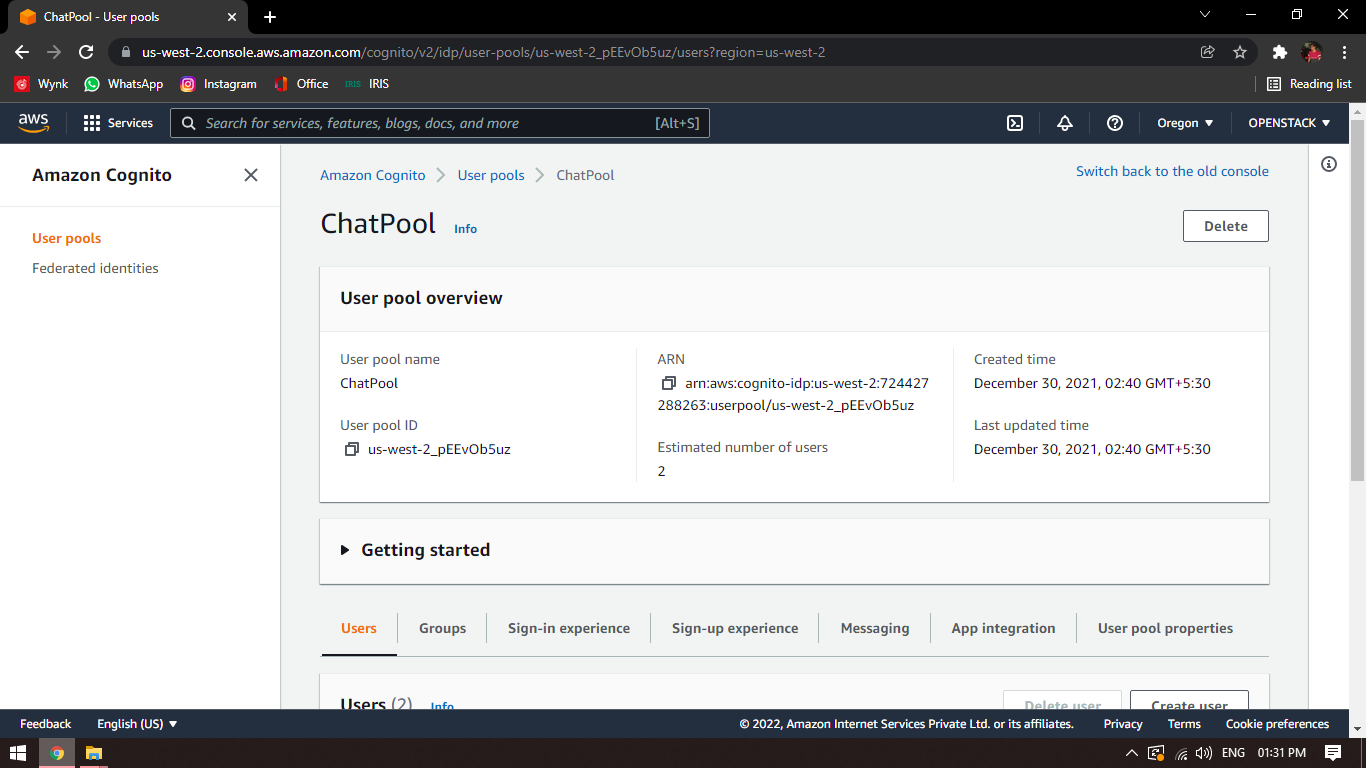 ChatPool - User pools
us-west-2.console.aws.amazon.com/cognito/v2/idp/user-pools/us-west-2_pEEvOb5uz/users?region=us-west-2
Wynk WhatsApp Instagram Office IRIS IRIS Reading list
aws Services Search for services, features, blogs, docs, and more [Alt+S] Oregon OPENSTACK
Amazon Cognito
User pools
Federated identities
Amazon Cognito User pools ChatPool
Switch back to the old console
ChatPool Info
Delete
User pool overview
User pool name
ChatPool
User pool ID
us-west-2_pEEvOb5uz
ARN
arn:aws:cognito-idp:us-west-2:724427
288263:userpool/us-west-2_pEEvOb5uz
Estimated number of users
2
Created time
December 30, 2021, 02:40 GMT+5:30
Last updated time
December 30, 2021, 02:40 GMT+5:30
Getting started
Users Groups Sign-in experience Sign-up experience Messaging App integration User pool properties
Users (2) Info Delete user Create user
Feedback English (US) © 2022, Amazon Internet Services Private Ltd. or its affiliates. Privacy Terms Cookie preferences
ENG 01:31 PM